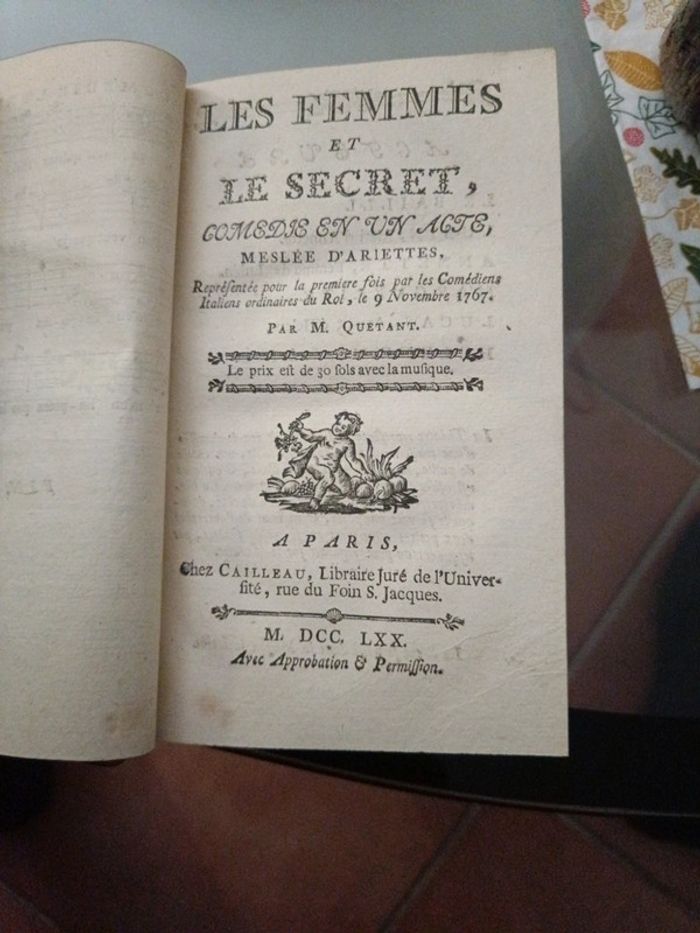 LES FEMMES
ET
LE SECRET,
COMEDIE EN UN ACTE,
MESLÉE D'ARIETTES,
Repréſentée pour la premiere fois par les Comédiens
Italiens ordinaires du Roi, le 9 Novembre 1767.
PAR M. QUETANT.
Le prix eſt de 30 ſols avec la muſique.
A PARIS,
Chez CAILLEAU, Libraire Juré de l'Univer-
ſité, rue du Foin S. Jacques.
M. DCC. LXX.
Avec Approbation & Permiſſion.